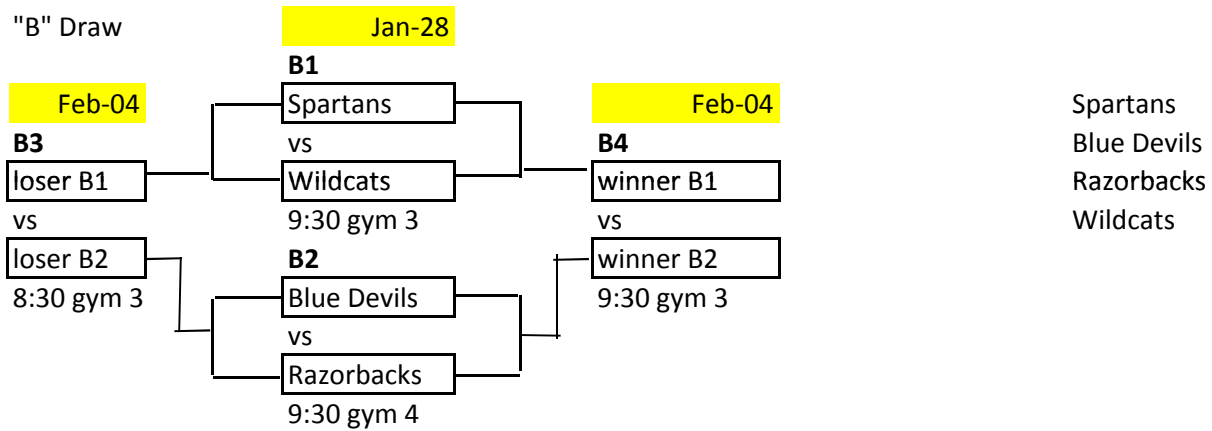 "B" Draw
Jan-28
B1
Feb-04
Spartans
Feb-04
Spartans
B3
vs
B4
Blue Devils
loser B1
Wildcats
winner B1
Razorbacks
vs
9:30 gym 3
vs
Wildcats
loser B2
B2
winner B2
8:30 gym 3
Blue Devils
9:30 gym 3
vs
Razorbacks
9:30 gym 4